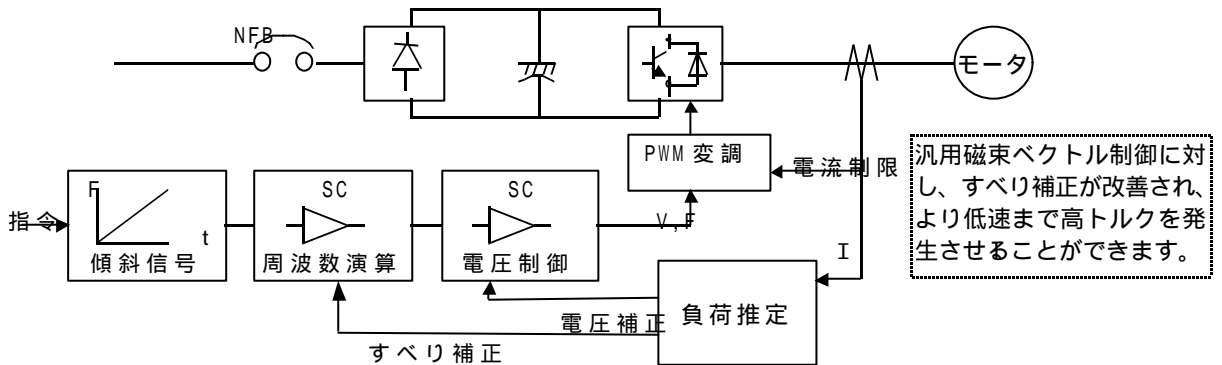 NFB
モータ
PWM変調
電流制限
汎用磁束ベクトル制御に対
し、すべり補正が改善され、
より低速まで高トルクを発
生させることができます。
指令
F
t
傾斜信号
SC
周波数演算
SC
電圧制御
V,F
I
負荷推定
電圧補正
すべり補正